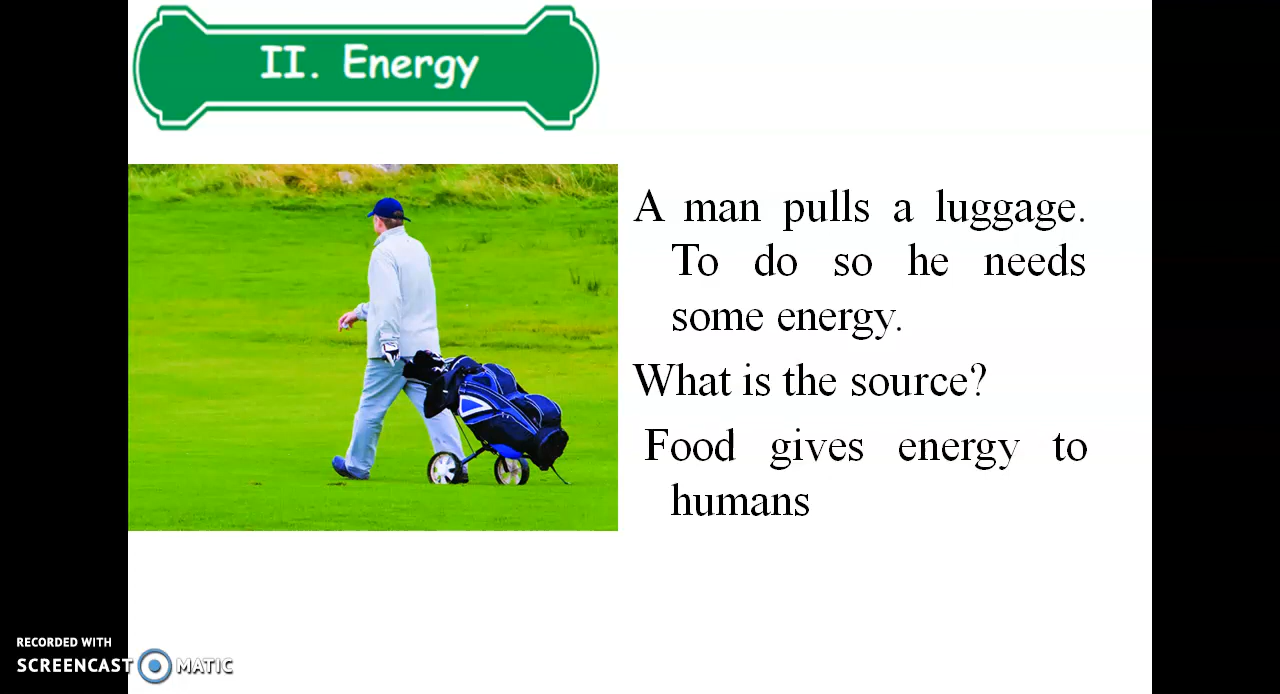 II. Energy
A man pulls a luggage.
To do so he needs
some energy.
What is the source?
Food gives energy to
humans
RECORDED WITH
SCREENCAST MATIC